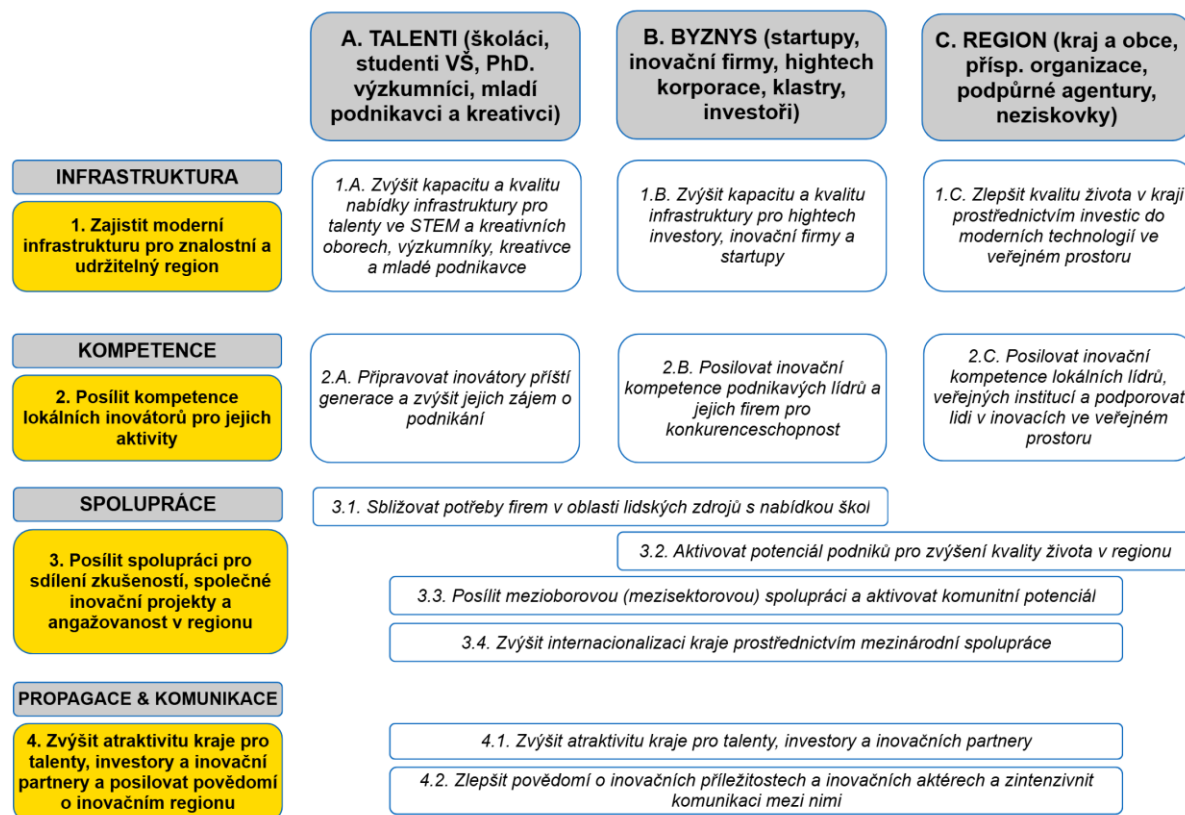 A. TALENTI (školáci,
studenti VŠ, PhD.
výzkumníci, mladí
podnikavci a kreativci)
B. BYZNYS (startupy,
inovační firmy, hightech
korporace, klastry,
investoři)
C. REGION (kraj a obce,
přísp. organizace,
podpůrné agentury,
neziskovky)
INFRASTRUKTURA
1. Zajistit moderní
infrastrukturu pro znalostní a
udržitelný region
1.A. Zvýšit kapacitu a kvalitu
nabídky infrastruktury pro
talenty ve STEM a kreativních
oborech, výzkumníky, kreativce
a mladé podnikavce
1.B. Zvýšit kapacitu a kvalitu
infrastruktury pro hightech
investory, inovační firmy a
startupy
1.C. Zlepšit kvalitu života v kraji
prostřednictvím investic do
moderních technologií ve
veřejném prostoru
KOMPETENCE
2. Posílit kompetence
lokálních inovátorů pro jejich
aktivity
2.A. Připravovat inovátory příští
generace a zvýšit jejich zájem o
podnikání
2.B. Posilovat inovační
kompetence podnikavých lídrů a
jejich firem pro
konkurenceschopnost
2.C. Posilovat inovační
kompetence lokálních lídrů,
veřejných institucí a podporovat
lidi v inovacích ve veřejném
prostoru
SPOLUPRÁCE
3. Posílit spolupráci pro
sdílení zkušeností, společné
inovační projekty a
angažovanost v regionu
3.1. Sbližovat potřeby firem v oblasti lidských zdrojů s nabídkou škol
3.2. Aktivovat potenciál podniků pro zvýšení kvality života v regionu
3.3. Posílit mezioborovou (mezisektorovou) spolupráci a aktivovat komunitní potenciál
3.4. Zvýšit internacionalizaci kraje prostřednictvím mezinárodní spolupráce
PROPAGACE & KOMUNIKACE
4. Zvýšit atraktivitu kraje pro
talenty, investory a inovační
partnery a posilovat povědomí
o inovačním regionu
4.1. Zvýšit atraktivitu kraje pro talenty, investory a inovačních partnery
4.2. Zlepšit povědomí o inovačních příležitostech a inovačních aktérech a zintenzivnit
komunikaci mezi nimi